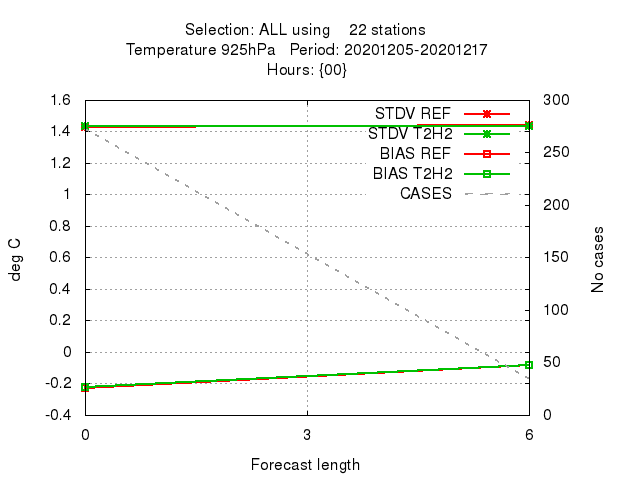 Selection: ALL using    22 stations
Temperature 925hPa   Period: 20201205-20201217
Hours: {00}
1.6
1.4
1.2
1
0.8
0.6
0.4
0.2
0
-0.2
-0.4
deg C
STDV REF
STDV T2H2
BIAS REF
BIAS T2H2
CASES
300
250
200
150
100
50
0
No cases
0 3 6
Forecast length